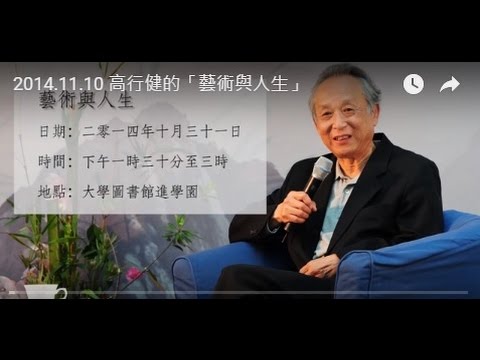 2014.11.10 高行健的「藝術與人生」
藝術與人生
日期：二零一四年十月三十一日
時間：下午一時三十分至三時
地點：大學圖書館進學園